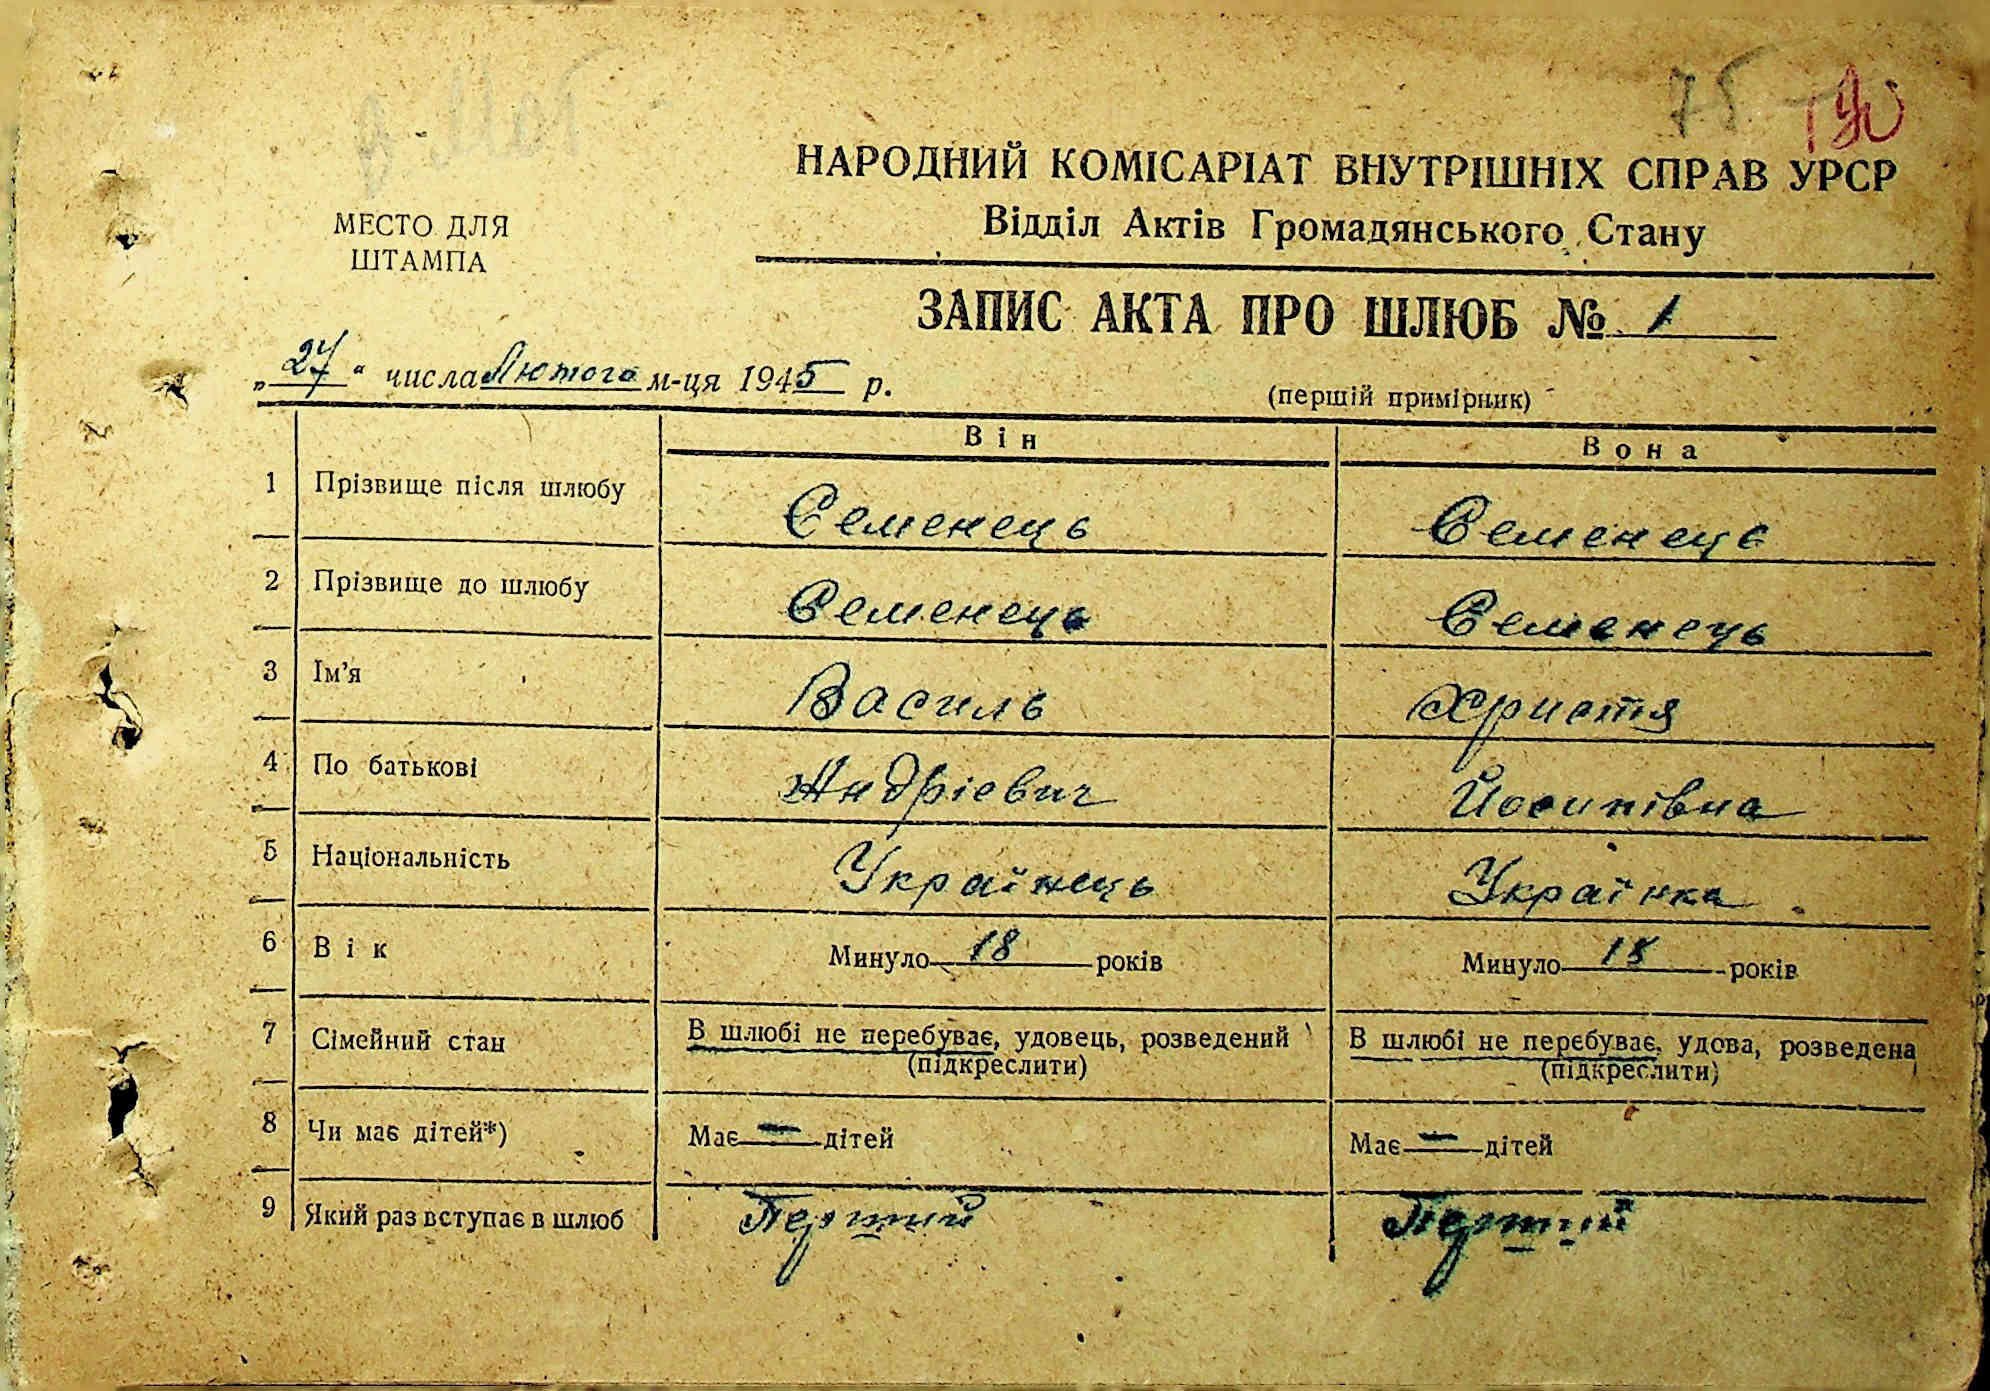 75
НАРОДНИЙ КОМІСАРІАТ ВНУТРІШНІХ СПРАВ УРСР
Відділ Актів Громадянського Стану
МЕСТО ДЛЯ
ШТАМПА
ЗАПИС АКТА ПРО ШЛЮБ № 1
„27“ числа Лютого м-ця 1945 р.
(першій примірник)
Він Вона
1 Прізвище після шлюбу Семенець Семенець
2 Прізвище до шлюбу Семенець Семенець
3 Ім'я Василь Христя
4 По батькові Андрієвич Йосипівна
5 Національність Українець Українка
6 Вік Минуло 18 років Минуло 18 років
7 Сімейний стан В шлюбі не перебуває, удовець, розведений В шлюбі не перебуває, удова, розведена
(підкреслити) (підкреслити)
8 Чи має дітей*) Має — дітей Має — дітей
9 Який раз вступає в шлюб Перший Перший